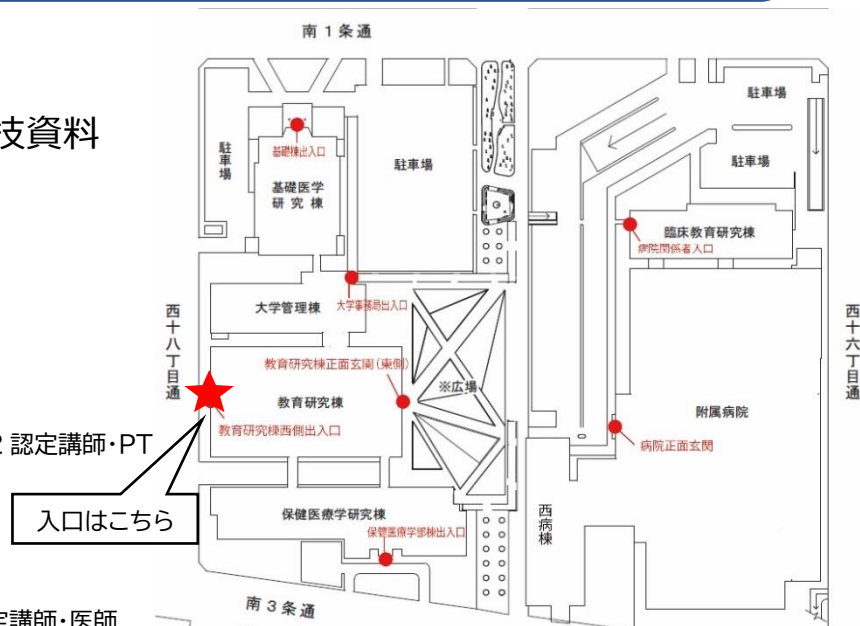 南1条通
技資料
駐車場
基礎棟出入口
駐車場
駐車場
駐車場
基礎医学
研究棟
臨床教育研究棟
病院関係者入口
大学管理棟
大学事務局出入口
西十八丁目通
西十六丁目通
教育研究棟正面玄関(東側)
※広場
教育研究棟
附属病院
教育研究棟西側出入口
病院正面玄関
2 認定講師・PT
入口はこちら
保健医療学研究棟
西病棟
保健医療学部棟出入口
南3条通
定講師・医師